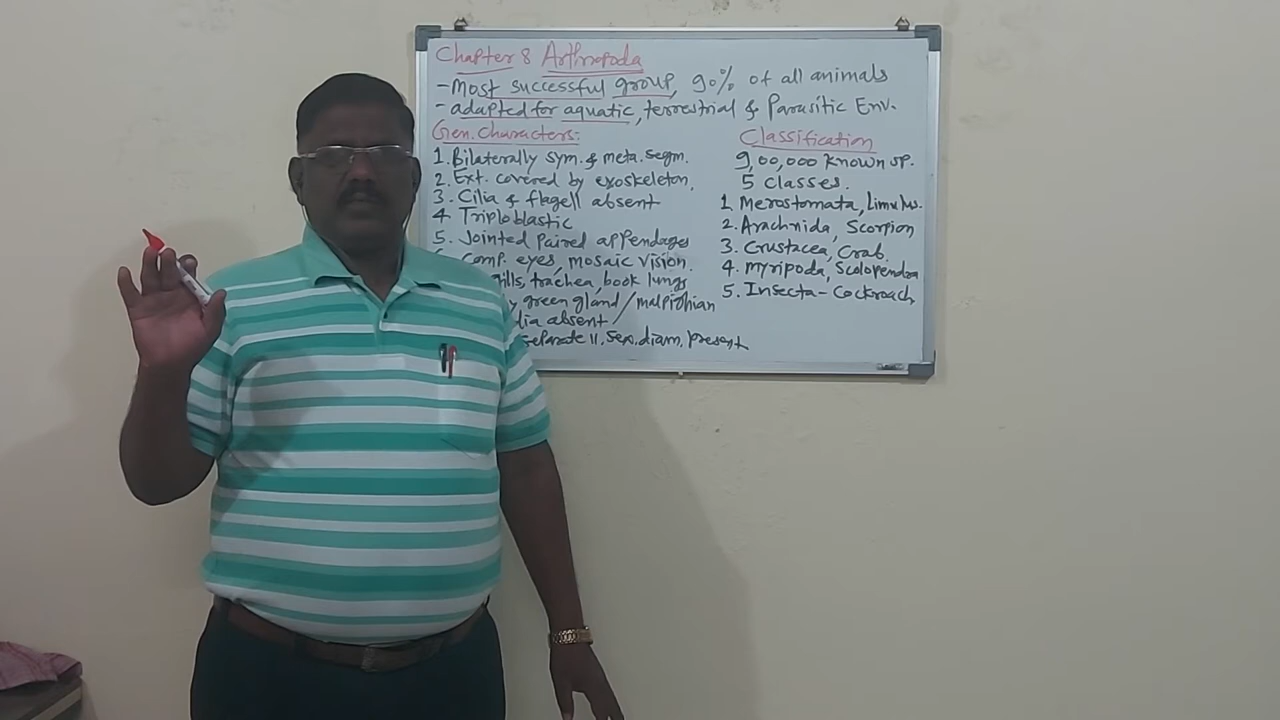 Chapter 8 Arthropoda
- Most successful group, 90% of all animals
- adapted for aquatic, terrestrial & Parasitic Env.
Gen. Characters:
1. Bilaterally sym. & meta. segm.
2. Ext. covered by exoskeleton.
3. Cilia & flagell absent
4 Triploblastic
5. Jointed Paired appendages
Comp. eyes, mosaic vision.
gills, trachea, book lungs
green gland / malpighian
absent
separate 11. Sex. dium. present
Classification
9,00,000 known sp.
5 Classes.
1 Merostomata, Limulus.
2. Arachnida, Scorpion
3. Crustacea, Crab.
4. Myripoda, Scolopendra
5. Insecta - Cockroach